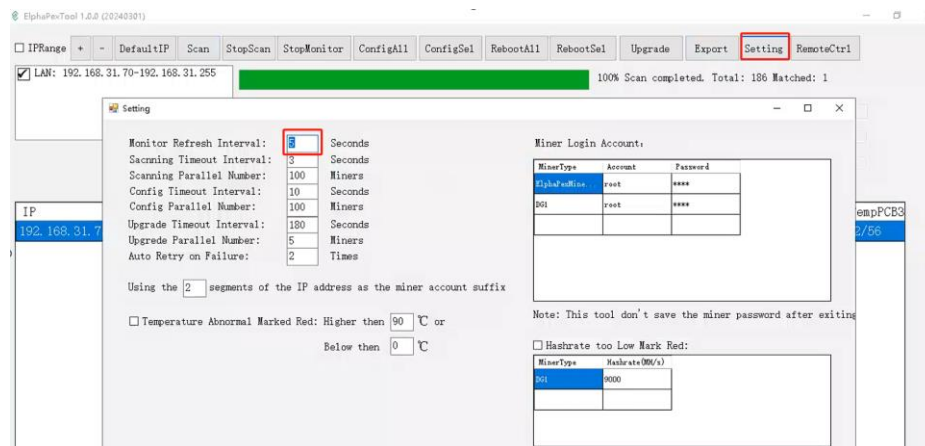 ElphaPexTool 1.0.0 (20240301)
IPRange + - DefaultIP Scan StopScan StopMonitor ConfigAll ConfigSel RebootAll RebootSel Upgrade Export Setting RemoteCtrl
LAN: 192.168.31.70-192.168.31.255
100% Scan completed. Total: 186 Matched: 1
Setting
Monitor Refresh Interval: 5 Seconds
Sacnning Timeout Interval: 3 Seconds
Scanning Parallel Number: 100 Miners
Config Timeout Interval: 10 Seconds
Config Parallel Number: 100 Miners
Upgrade Timeout Interval: 180 Seconds
Upgrede Parallel Number: 5 Miners
Auto Retry on Failure: 2 Times
Using the 2 segments of the IP address as the miner account suffix
Temperature Abnormal Marked Red: Higher then 90 ℃ or
Below then 0 ℃
Miner Login Account:
MinerType Account Password
ElphaPexMine... root ****
DG1 root ****
Note: This tool don't save the miner password after exiting
Hashrate too Low Mark Red:
MinerType Hashrate(MH/s)
DG1 9000
IP
192.168.31.7
empPCB3
2/56